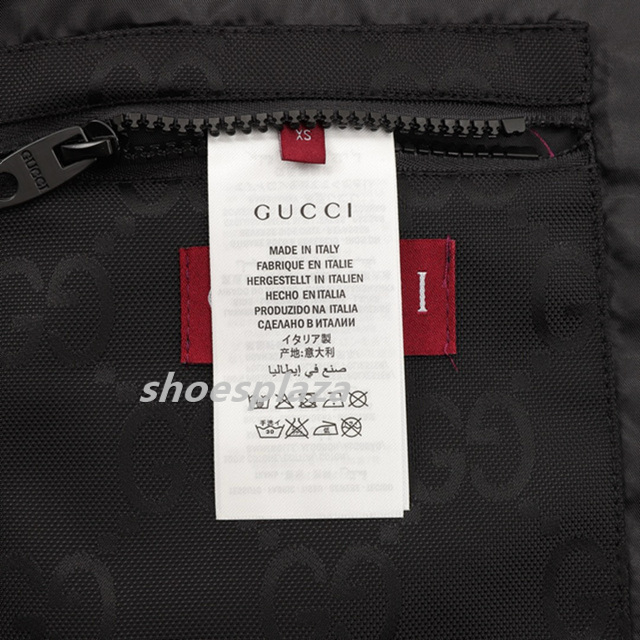 XS
GUCCI
GUCCI
MADE IN ITALY
FABRIQUE EN ITALIE
HERGESTELLT IN ITALIEN
HECHO EN ITALIA
PRODUZIDO NA ITALIA
СДЕЛАНО В ИТАЛИИ
イタリア製
产地:意大利
صنع في إيطاليا
I
shoesplaza